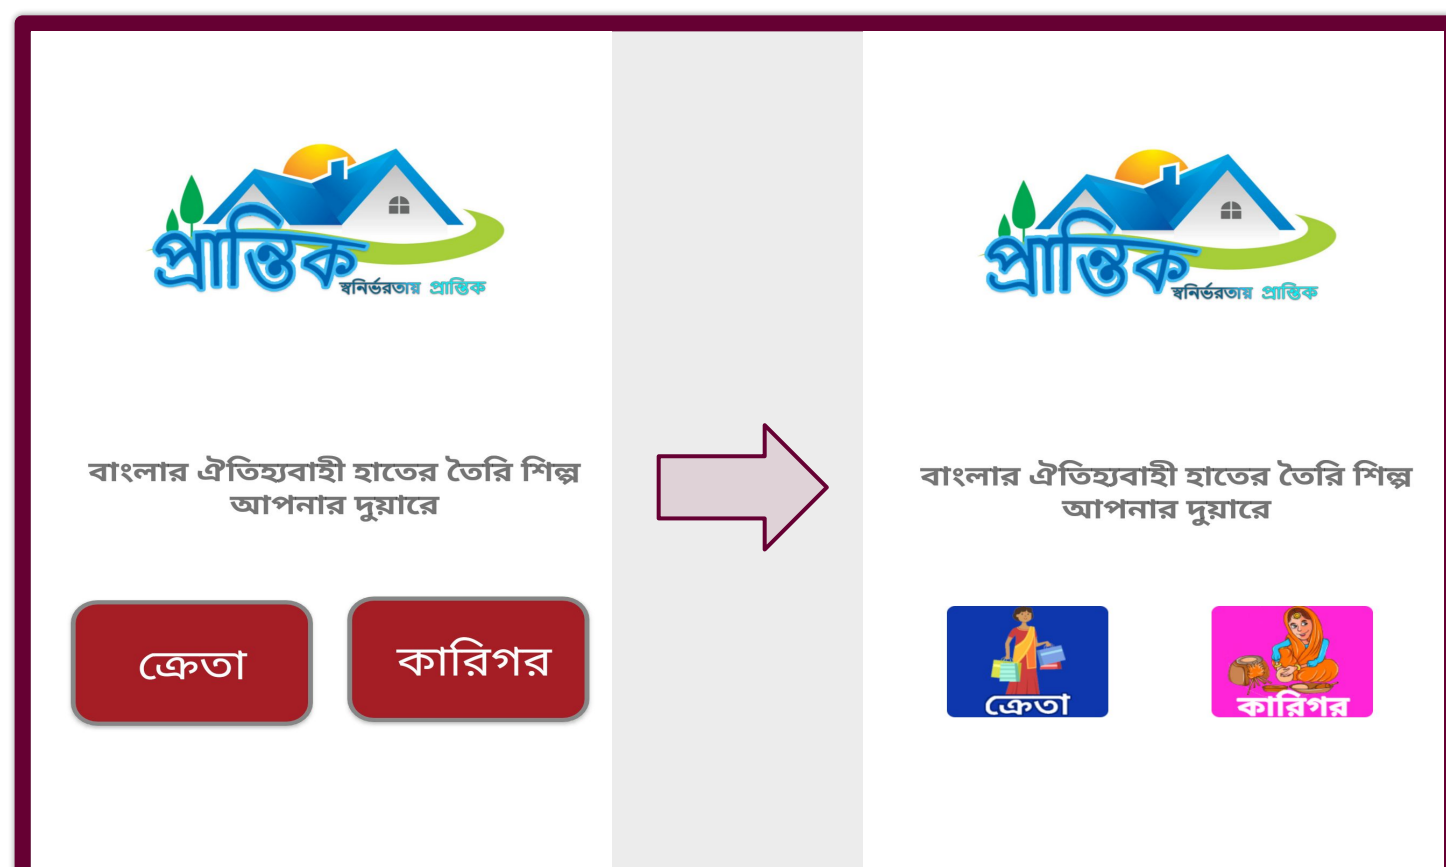 প্রান্তিক
স্বনির্ভরতায় প্রান্তিক
বাংলার ঐতিহ্যবাহী হাতের তৈরি শিল্প
আপনার দুয়ারে
ক্রেতা
কারিগর
প্রান্তিক
স্বনির্ভরতায় প্রান্তিক
বাংলার ঐতিহ্যবাহী হাতের তৈরি শিল্প
আপনার দুয়ারে
ক্রেতা
কারিগর